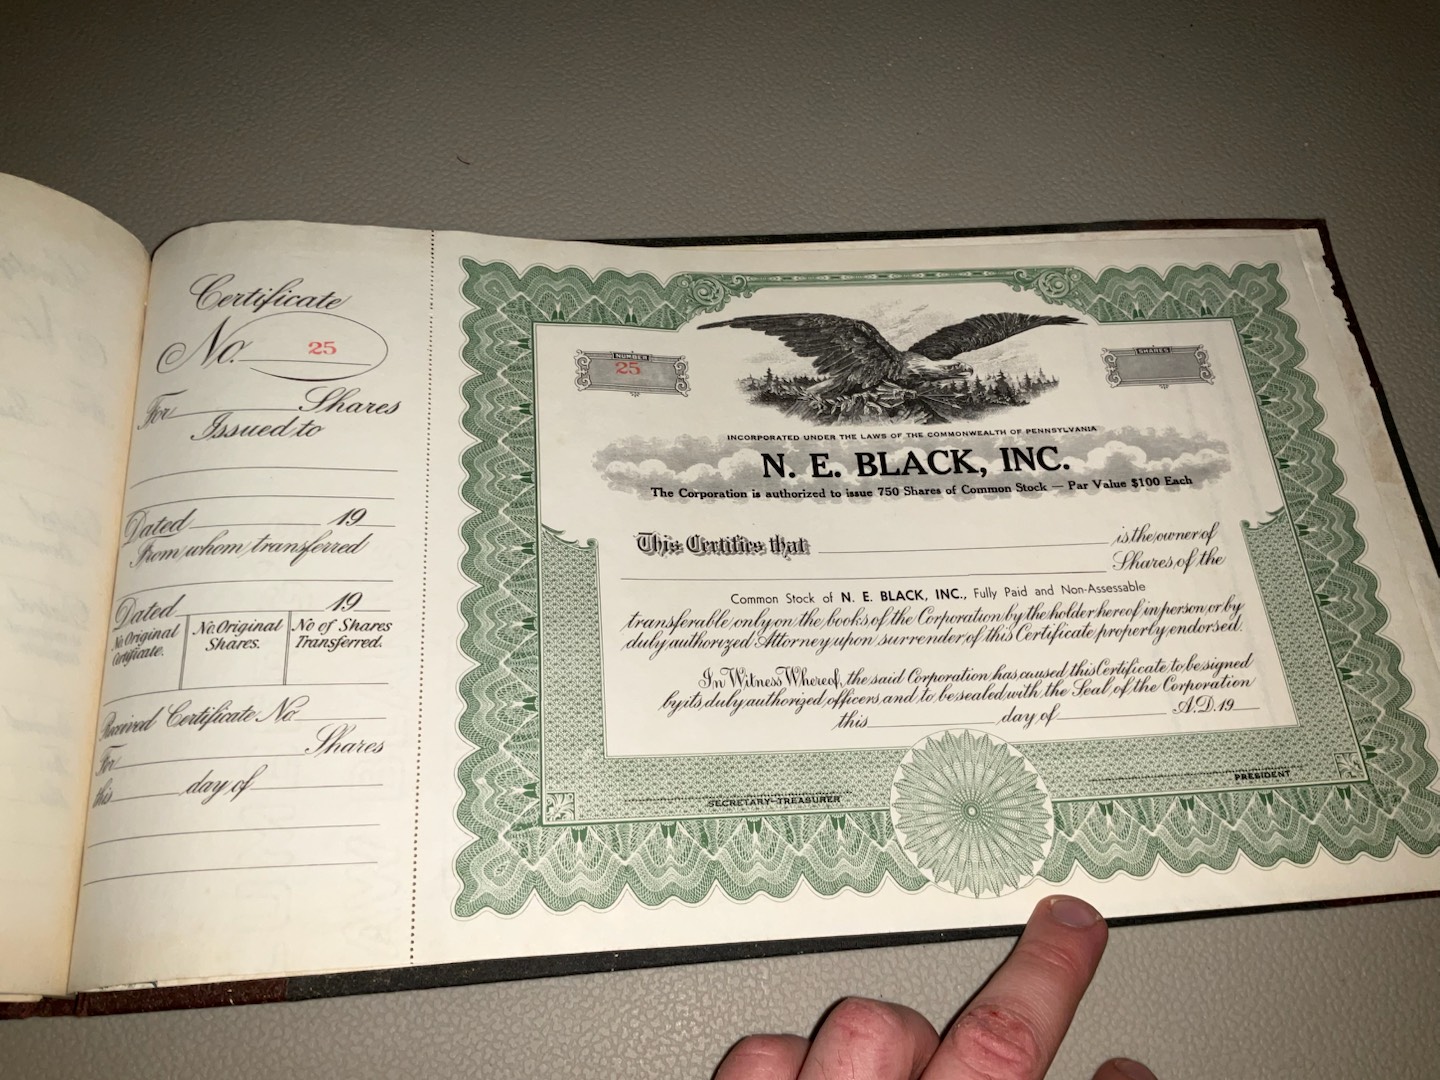 Certificate
No. 25
For Shares
Issued to
Dated 19
From whom transferred
Dated 19
No. Original Certificate.
No. Original Shares.
No of Shares Transferred.
Received Certificate No
For Shares
this day of
NUMBER
25
SHARES
INCORPORATED UNDER THE LAWS OF THE COMMONWEALTH OF PENNSYLVANIA
N. E. BLACK, INC.
The Corporation is authorized to issue 750 Shares of Common Stock — Par Value $100 Each
This Certifies that is the owner of
Shares of the
Common Stock of N. E. BLACK, INC., Fully Paid and Non-Assessable
transferable only on the books of the Corporation by the holder hereof in person or by
duly authorized Attorney upon surrender of this Certificate properly endorsed.
In Witness Whereof, the said Corporation has caused this Certificate to be signed
by its duly authorized officers and to be sealed with the Seal of the Corporation
this day of A.D. 19
SECRETARY-TREASURER
PRESIDENT